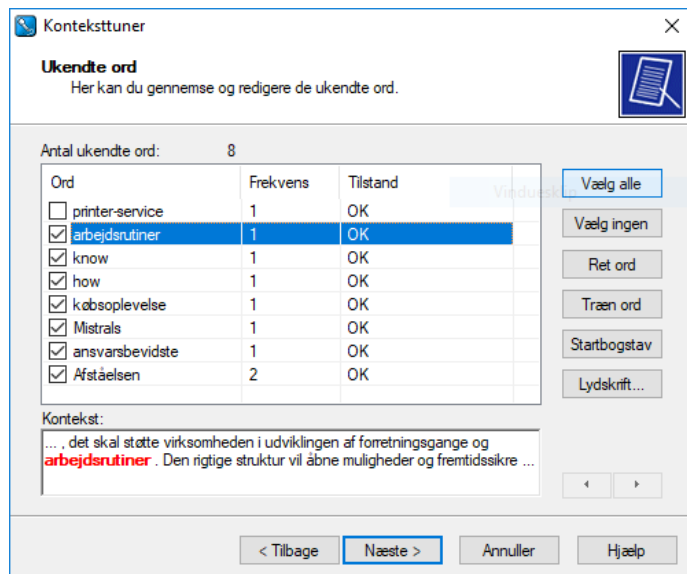 Konteksttuner
Ukendte ord
Her kan du gennemse og redigere de ukendte ord.
Antal ukendte ord: 8
Ord Frekvens Tilstand
printer-service 1 OK
arbejdsrutiner 1 OK
know 1 OK
how 1 OK
købsoplevelse 1 OK
Mistrals 1 OK
ansvarsbevidste 1 OK
Afståelsen 2 OK
Vinduesklip
Vælg alle
Vælg ingen
Ret ord
Træn ord
Startbogstav
Lydskrift...
Kontekst:
... , det skal støtte virksomheden i udviklingen af forretningsgange og
arbejdsrutiner . Den rigtige struktur vil åbne muligheder og fremtidssikre ...
< Tilbage Næste > Annuller Hjælp